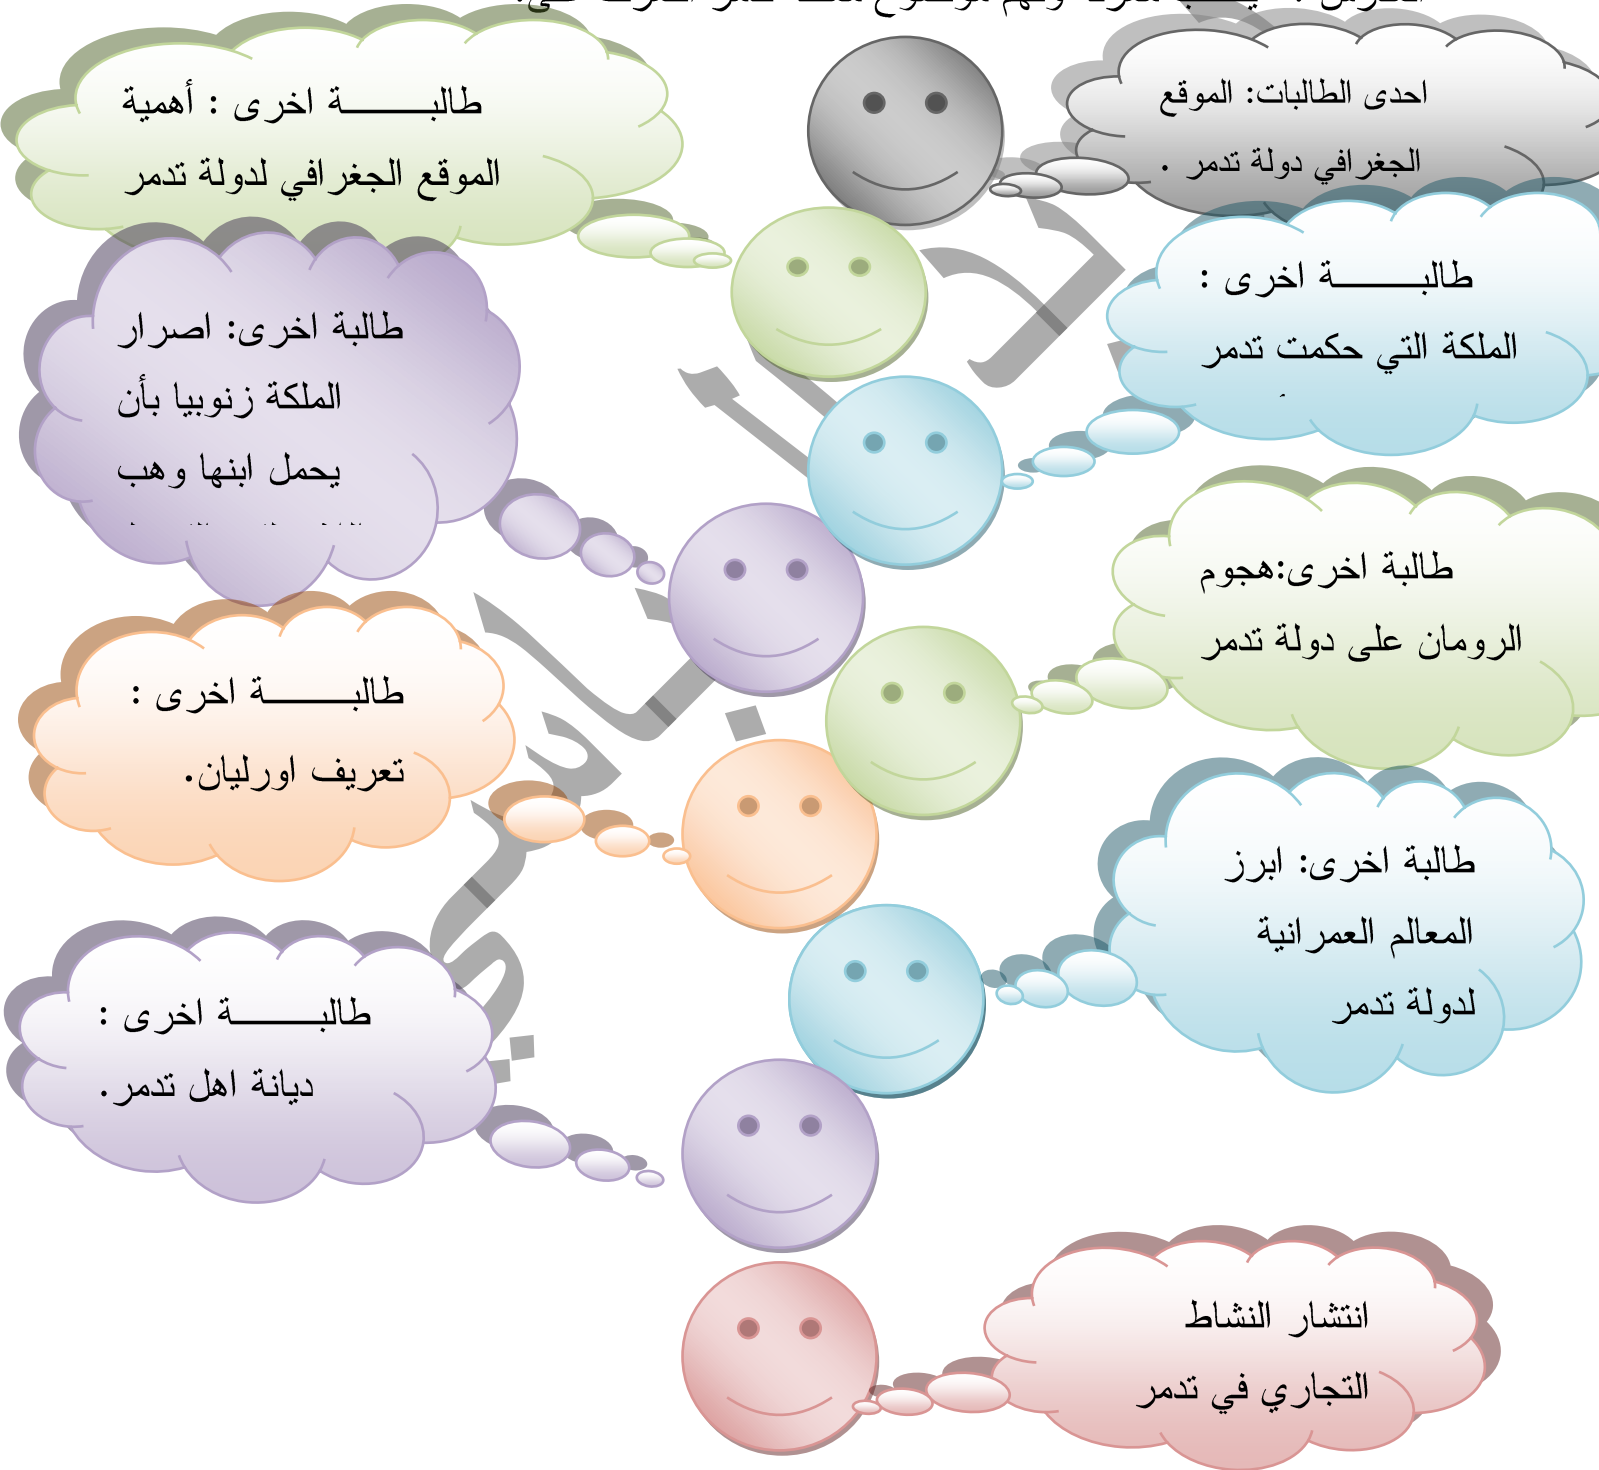 احدى الطالبات: الموقع
الجغرافي دولة تدمر .
طالبـــــــة اخرى : أهمية
الموقع الجغرافي لدولة تدمر
طالبـــــــة اخرى :
الملكة التي حكمت تدمر
طالبة اخرى: اصرار
الملكة زنوبيا بأن
يحمل ابنها وهب
طالبة اخرى:هجوم
الرومان على دولة تدمر
طالبـــــــة اخرى :
تعريف اورليان.
طالبة اخرى: ابرز
المعالم العمرانية
لدولة تدمر
طالبـــــــة اخرى :
ديانة اهل تدمر.
انتشار النشاط
التجاري في تدمر